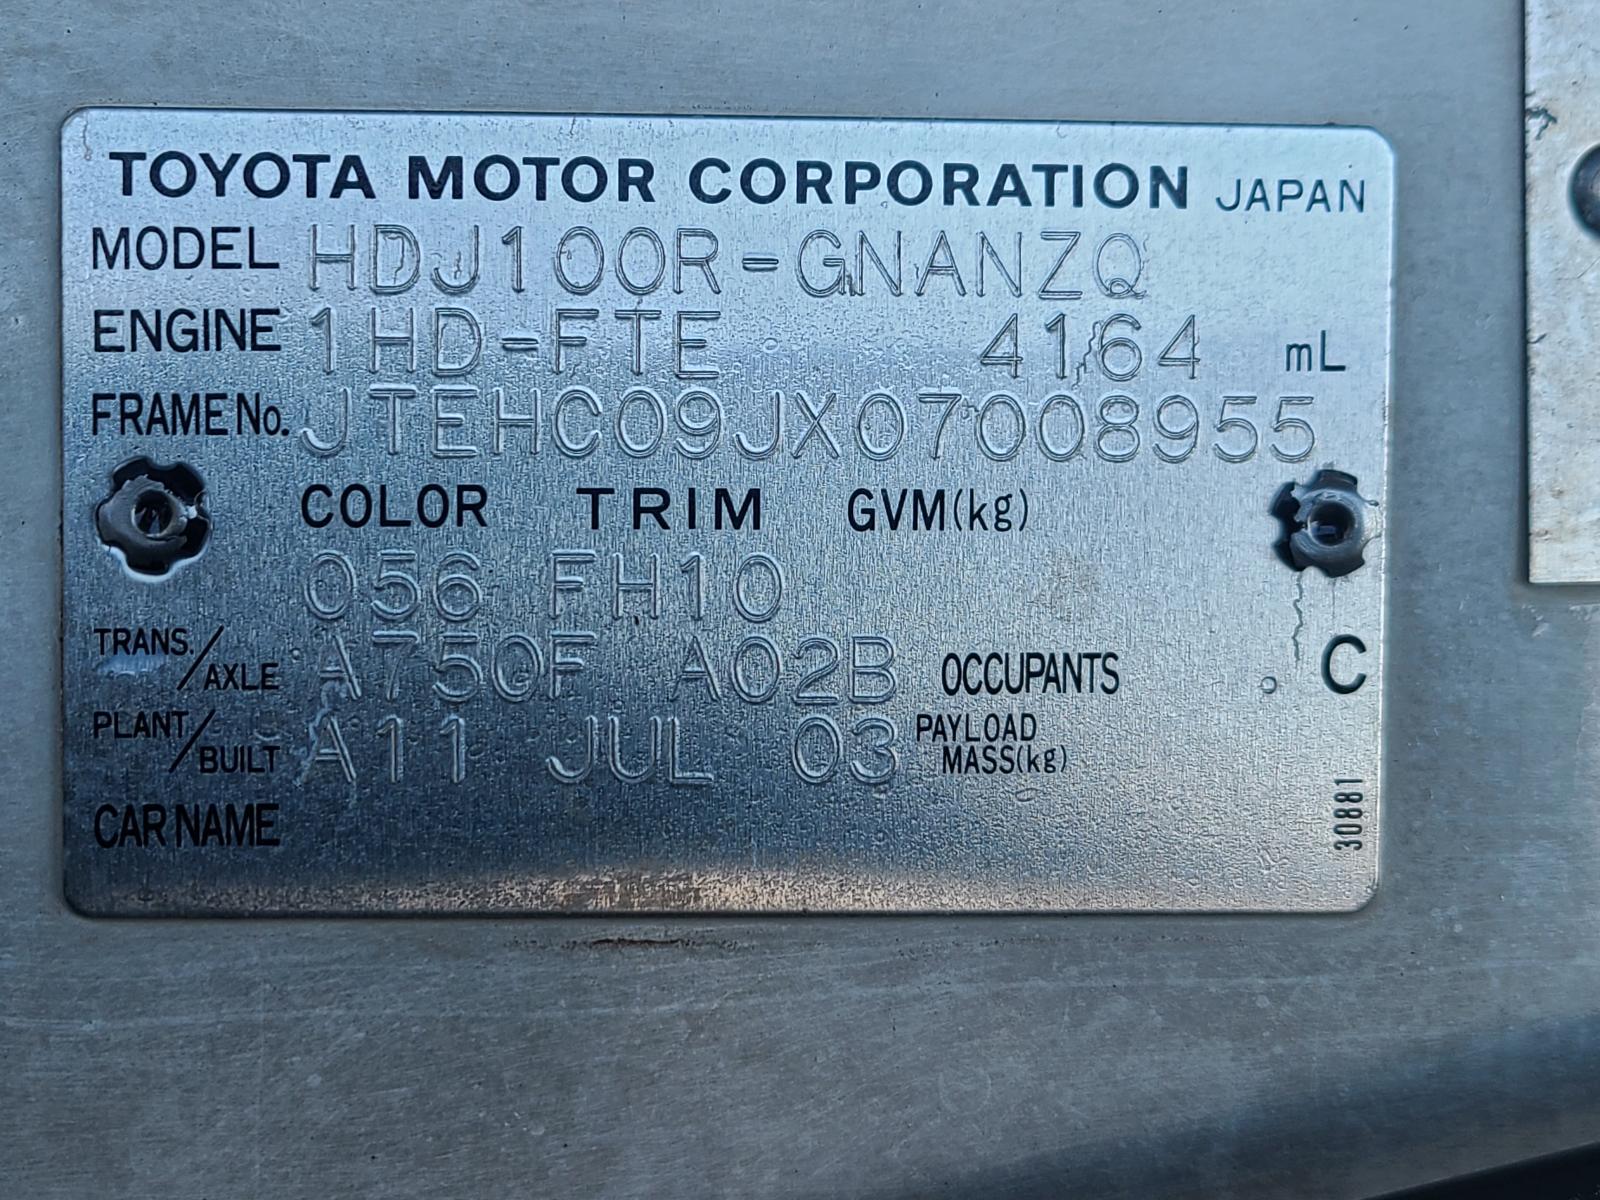 TOYOTA MOTOR CORPORATION JAPAN
MODEL HDJ100R-GNANZQ
ENGINE 1HD-FTE 4164 mL
FRAME No. JTEHC09JX07008955
COLOR TRIM GVM(kg)
056 FH10
TRANS./AXLE A750F A02B OCCUPANTS C
PLANT/BUILT A11 JUL 03 PAYLOAD MASS(kg)
CAR NAME
30881